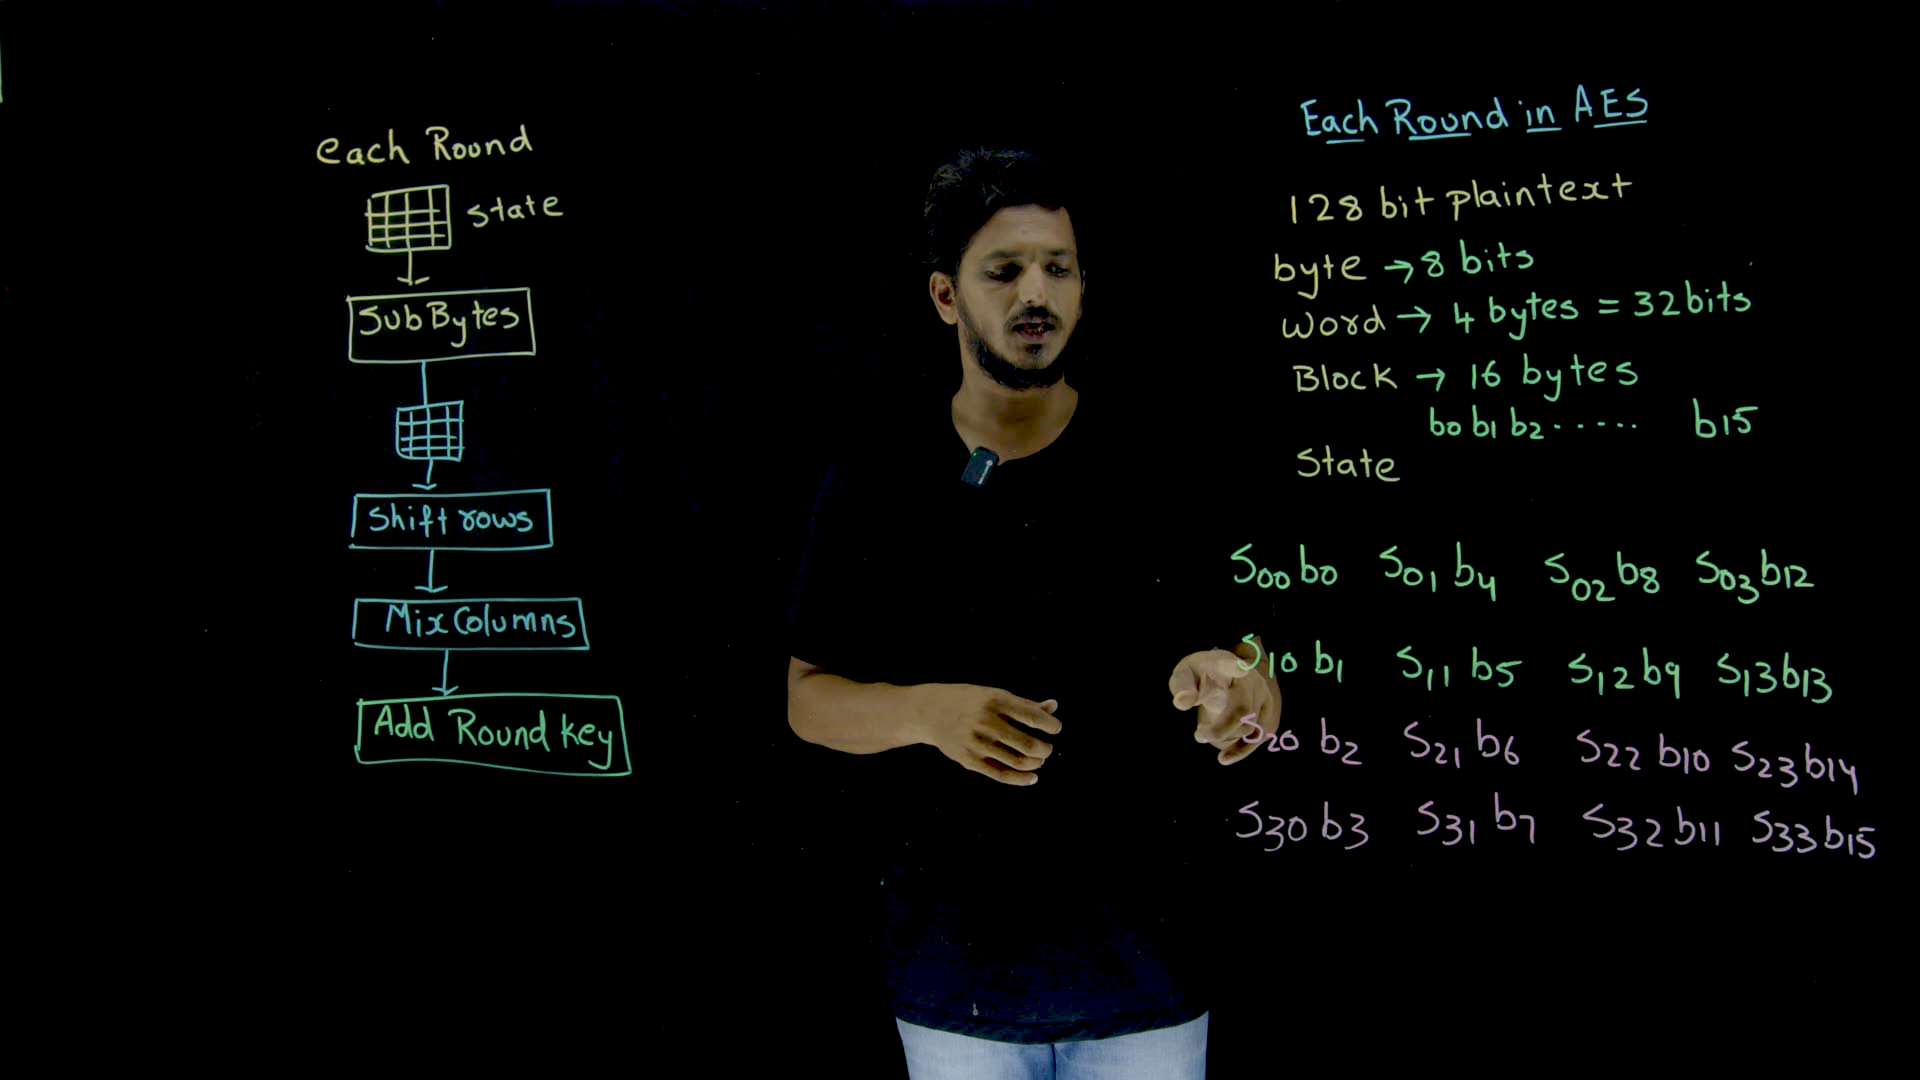 each Round
state
SubBytes
Shift rows
Mix Columns
Add Round key
Each Round in AES
128 bit plaintext
byte → 8 bits
word → 4 bytes = 32 bits
Block → 16 bytes
b0 b1 b2 ..... b15
State
S00 b0 S01 b4 S02 b8 S03 b12
S10 b1 S11 b5 S12 b9 S13 b13
S20 b2 S21 b6 S22 b10 S23 b14
S30 b3 S31 b7 S32 b11 S33 b15